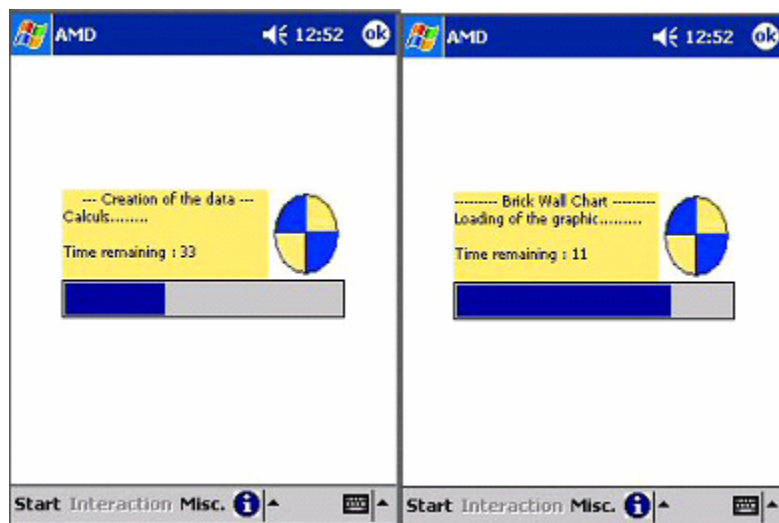 AMD 12:52 ok
--- Creation of the data ---
Calculs........
Time remaining : 33
Start Interaction Misc.
AMD 12:52 ok
--------- Brick Wall Chart ---------
Loading of the graphic.........
Time remaining : 11
Start Interaction Misc.